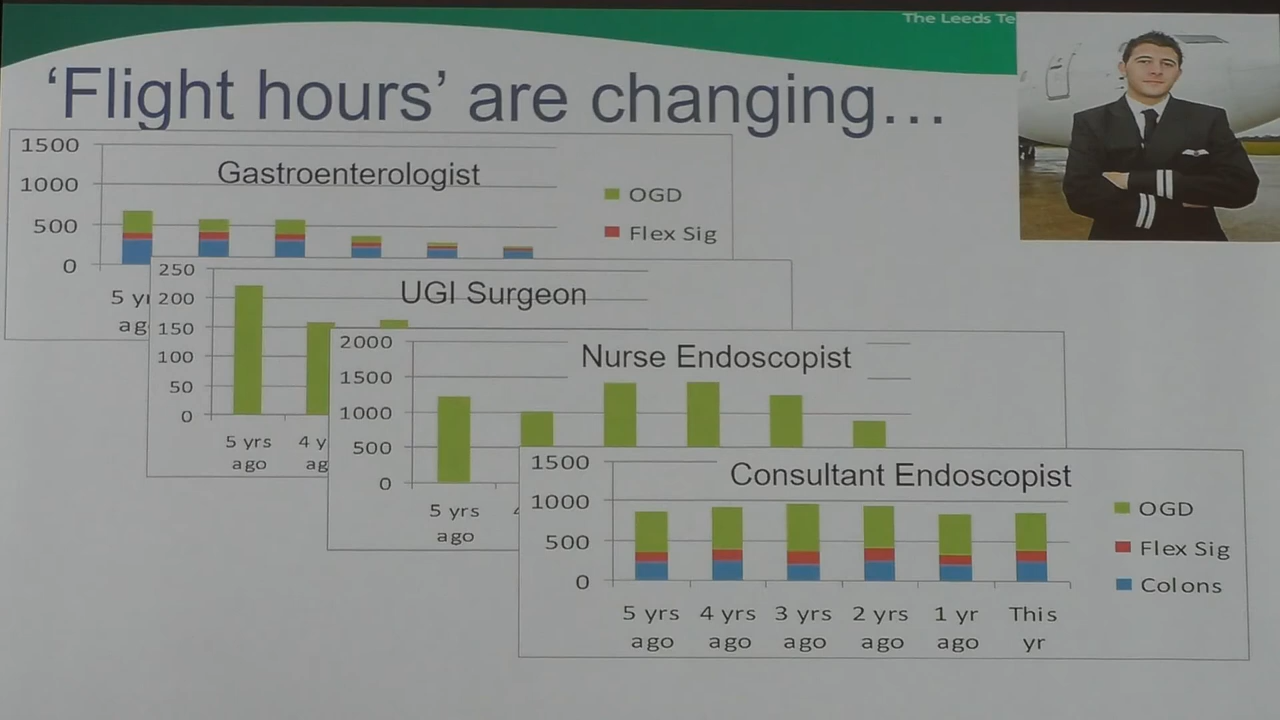 The Leeds Te
‘Flight hours’ are changing…
Gastroenterologist
1500
1000
500
0
OGD
Flex Sig
UGI Surgeon
250
200
150
100
50
0
5 yrs
ago
Nurse Endoscopist
2000
1500
1000
500
0
5 yrs
ago
Consultant Endoscopist
1500
1000
500
0
5 yrs ago
4 yrs ago
3 yrs ago
2 yrs ago
1 yr ago
This yr
OGD
Flex Sig
Colons